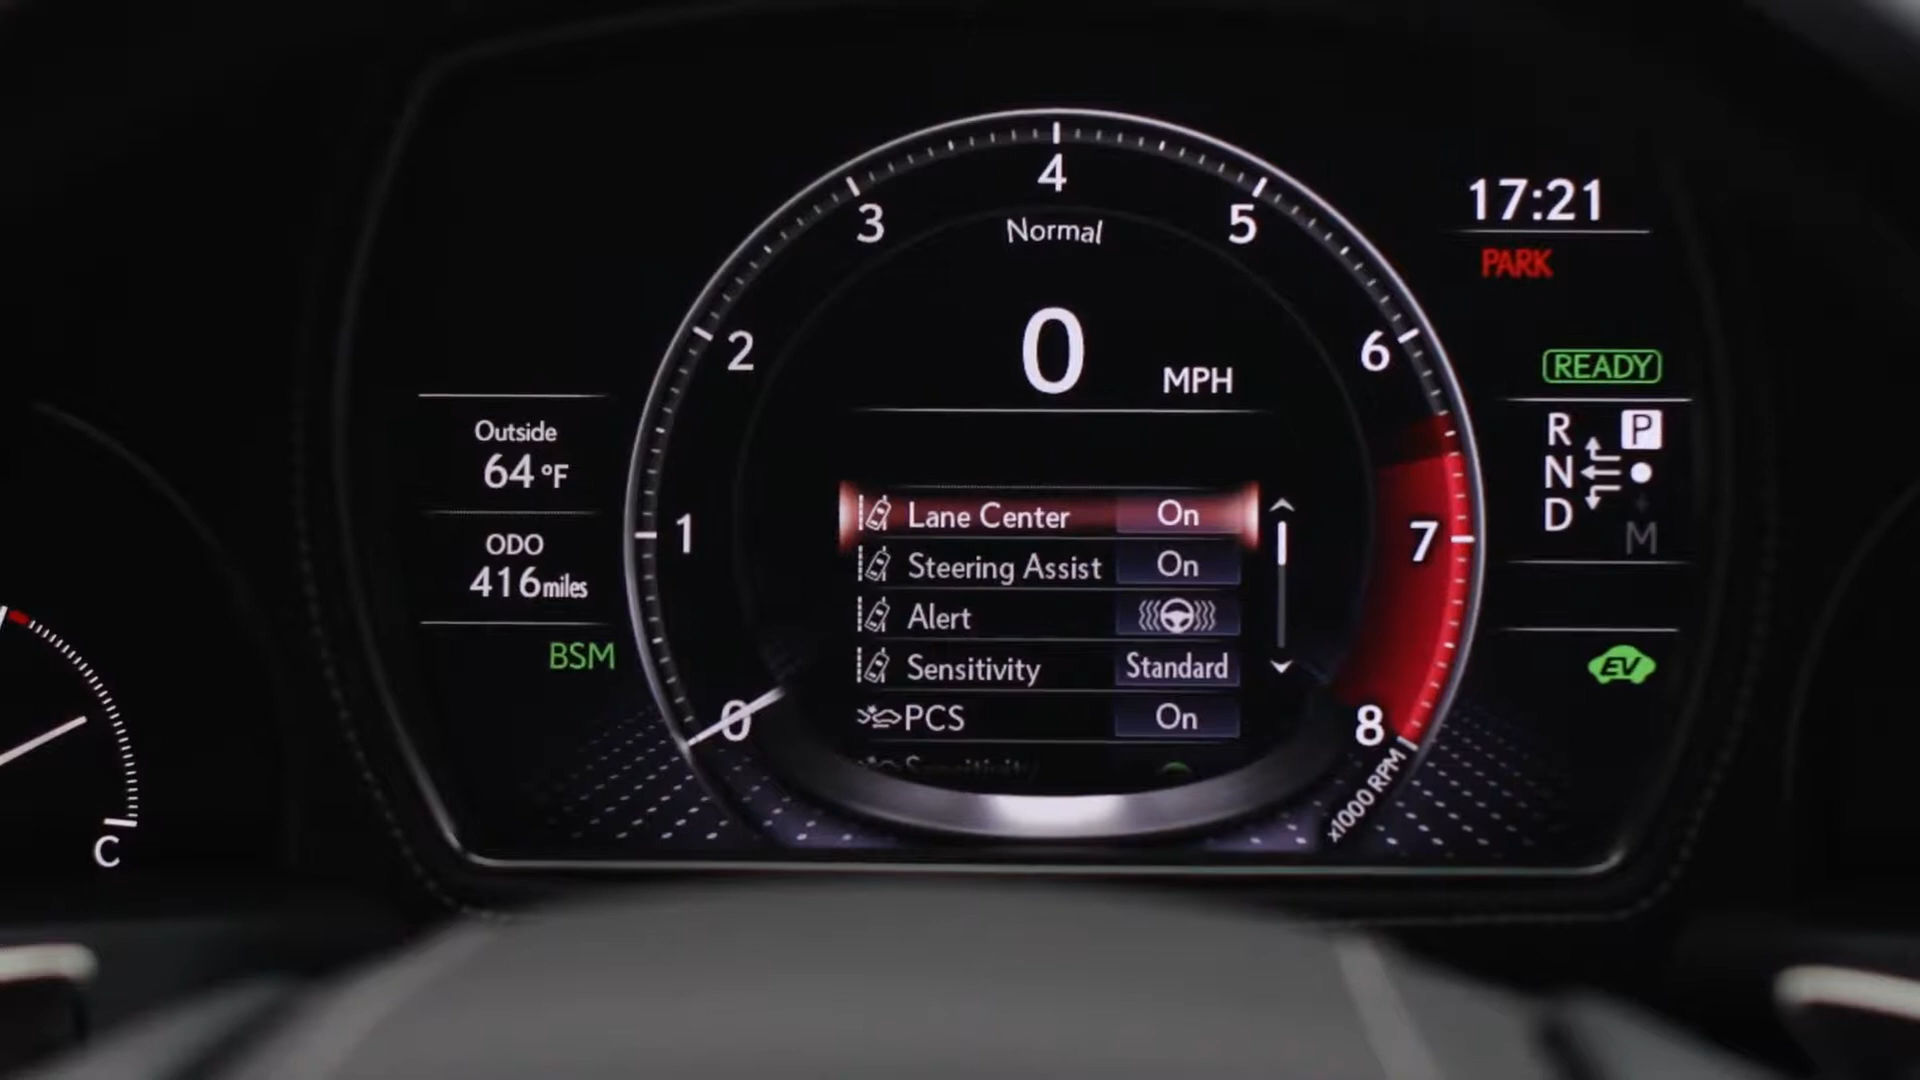 4
3
5
Normal
17:21
PARK
2
0
MPH
6
READY
Outside
64 °F
R P
N
D
M
ODO
416 miles
1
7
Lane Center On
Steering Assist On
Alert
Sensitivity Standard
PCS On
Sensitivity
BSM
EV
0
8
x1000 RPM
C